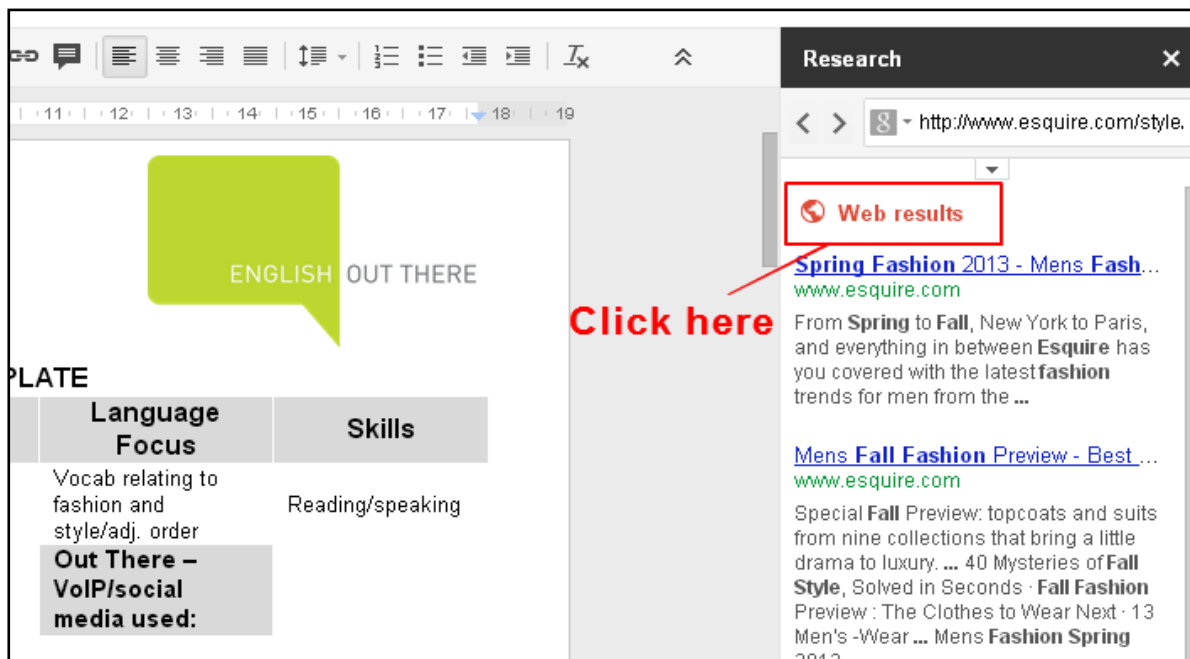 11 12 13 14 15 16 17 18 19
ENGLISH OUT THERE
PLATE
Language
Focus
Skills
Vocab relating to
fashion and
style/adj. order
Reading/speaking
Out There –
VoIP/social
media used:
Click here
Research
http://www.esquire.com/style.
Web results
Spring Fashion 2013 - Mens Fash...
www.esquire.com
From Spring to Fall, New York to Paris,
and everything in between Esquire has
you covered with the latest fashion
trends for men from the ...
Mens Fall Fashion Preview - Best ...
www.esquire.com
Special Fall Preview: topcoats and suits
from nine collections that bring a little
drama to luxury. ... 40 Mysteries of Fall
Style, Solved in Seconds · Fall Fashion
Preview : The Clothes to Wear Next · 13
Men's -Wear ... Mens Fashion Spring